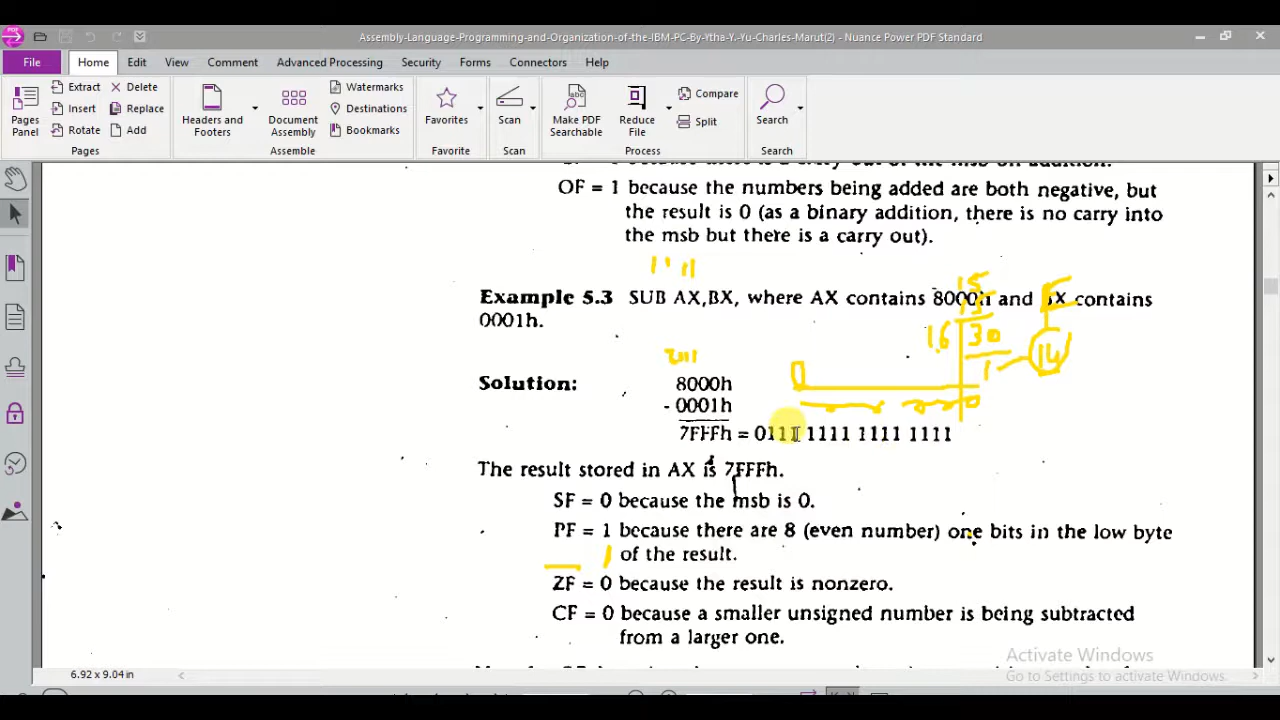 Assembly-Language-Programming-and-Organization-of-the-IBM-PC-By-Ytha-Y.-Yu-Charles-Marut(2) - Nuance Power PDF Standard
File Home Edit View Comment Advanced Processing Security Forms Connectors Help
Pages Panel
Extract Delete
Insert Replace
Rotate Add
Pages
Headers and Footers
Document Assembly
Watermarks
Destinations
Bookmarks
Assemble
Favorites
Favorite
Scan
Scan
Make PDF Searchable
Reduce File
Compare
Split
Process
Search
Search
OF = 1 because the numbers being added are both negative, but
the result is 0 (as a binary addition, there is no carry into
the msb but there is a carry out).
Example 5.3 SUB AX,BX, where AX contains 8000h and BX contains
0001h.
15
16 30 0
1 14
E
0
Solution: 8000h
- 0001h
7FFFh = 0111 1111 1111 1111
The result stored in AX is 7FFFh.
SF = 0 because the msb is 0.
PF = 1 because there are 8 (even number) one bits in the low byte
of the result.
ZF = 0 because the result is nonzero.
CF = 0 because a smaller unsigned number is being subtracted
from a larger one.
Activate Windows
Go to Settings to activate Windows.
6.92 x 9.04 in